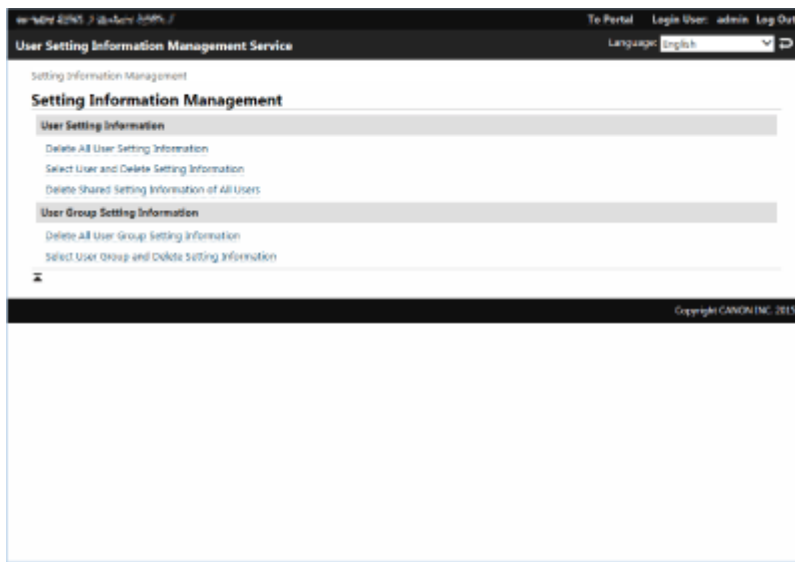 To Portal Login User: admin Log Out
User Setting Information Management Service Language: English
Setting Information Management
Setting Information Management
User Setting Information
Delete All User Setting Information
Select User and Delete Setting Information
Delete Shared Setting Information of All Users
User Group Setting Information
Delete All User Group Setting Information
Select User Group and Delete Setting Information
Copyright CANON INC. 2015